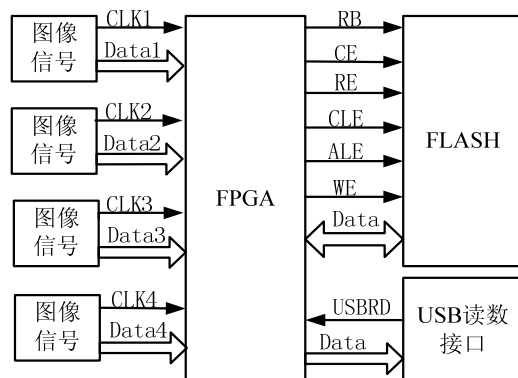 图像
信号
CLK1
Data1
图像
信号
CLK2
Data2
图像
信号
CLK3
Data3
图像
信号
CLK4
Data4
FPGA
RB
CE
RE
CLE
ALE
WE
Data
FLASH
USBRD
Data
USB读数
接口